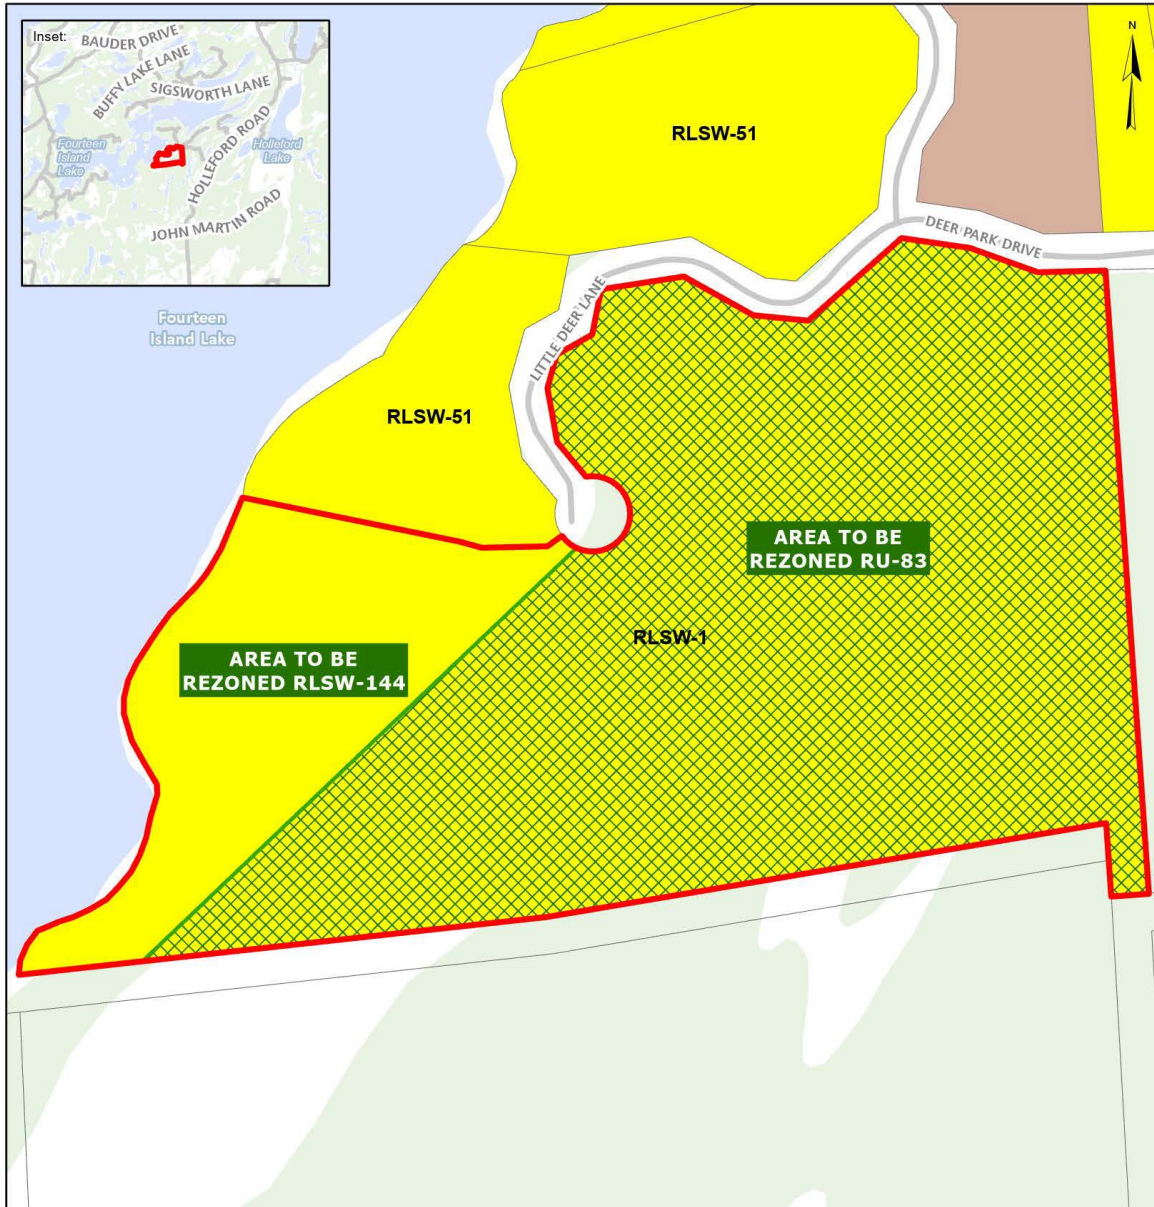 Inset:
BAUDER DRIVE
BUFFY LAKE LANE
SIGSWORTH LANE
HOLLEFORD ROAD
Fourteen
Island
Lake
Holleford
Lake
JOHN MARTIN ROAD
N
RLSW-51
DEER PARK DRIVE
Fourteen
Island Lake
LITTLE DEER LANE
RLSW-51
AREA TO BE
REZONED RU-83
RLSW-1
AREA TO BE
REZONED RLSW-144